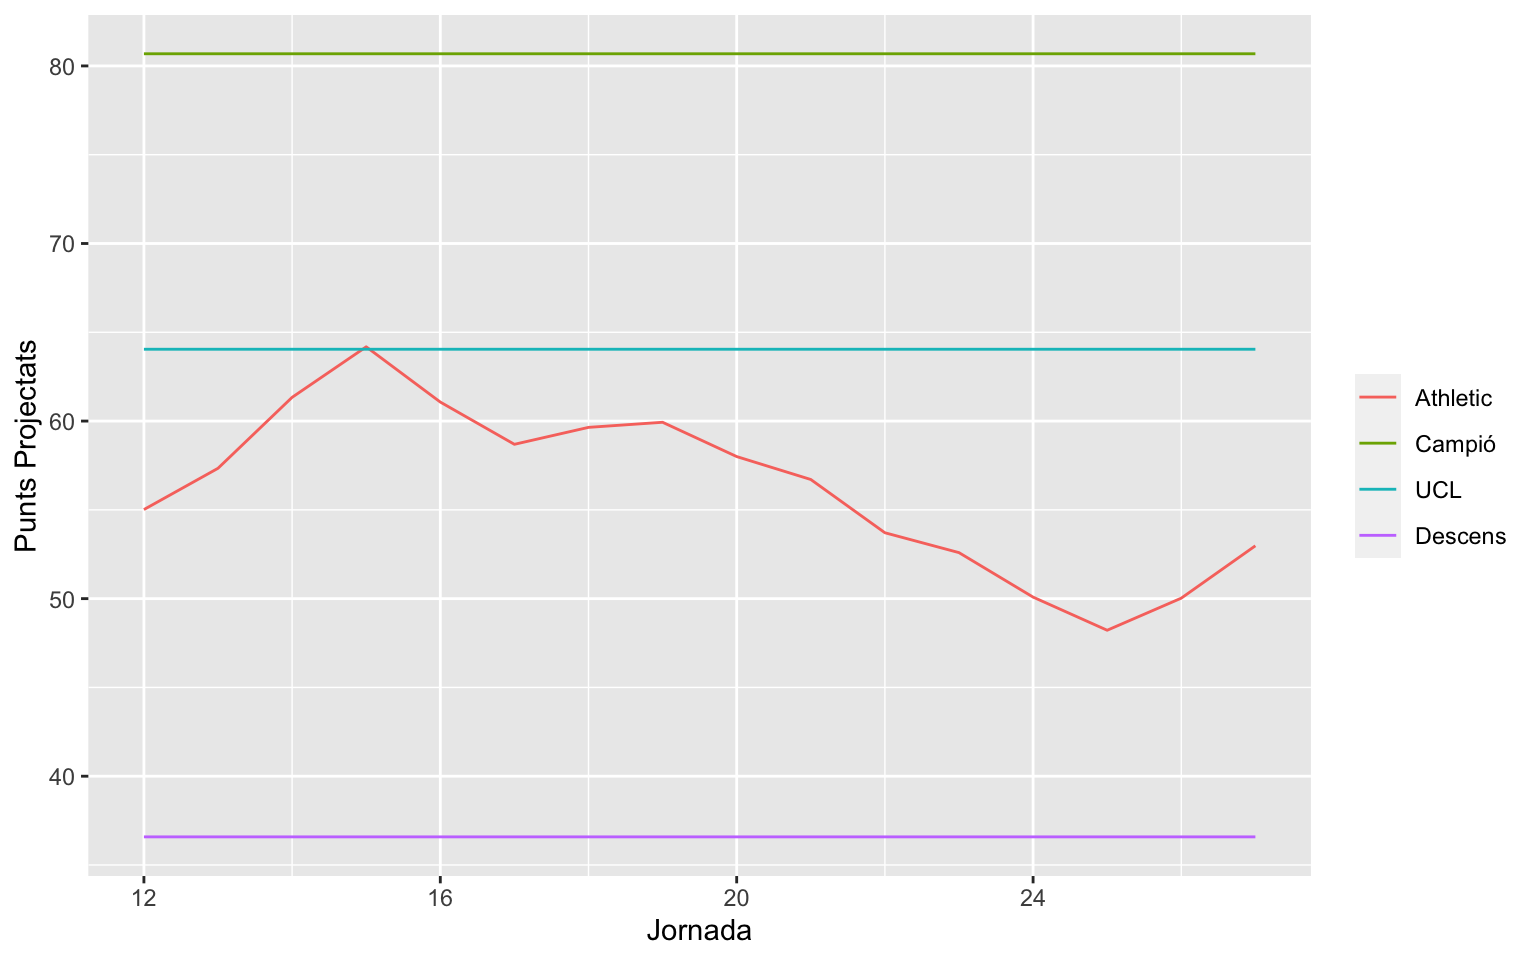 80
70
60
50
40
Punts Projectats
12 16 20 24
Jornada
Athletic
Campió
UCL
Descens